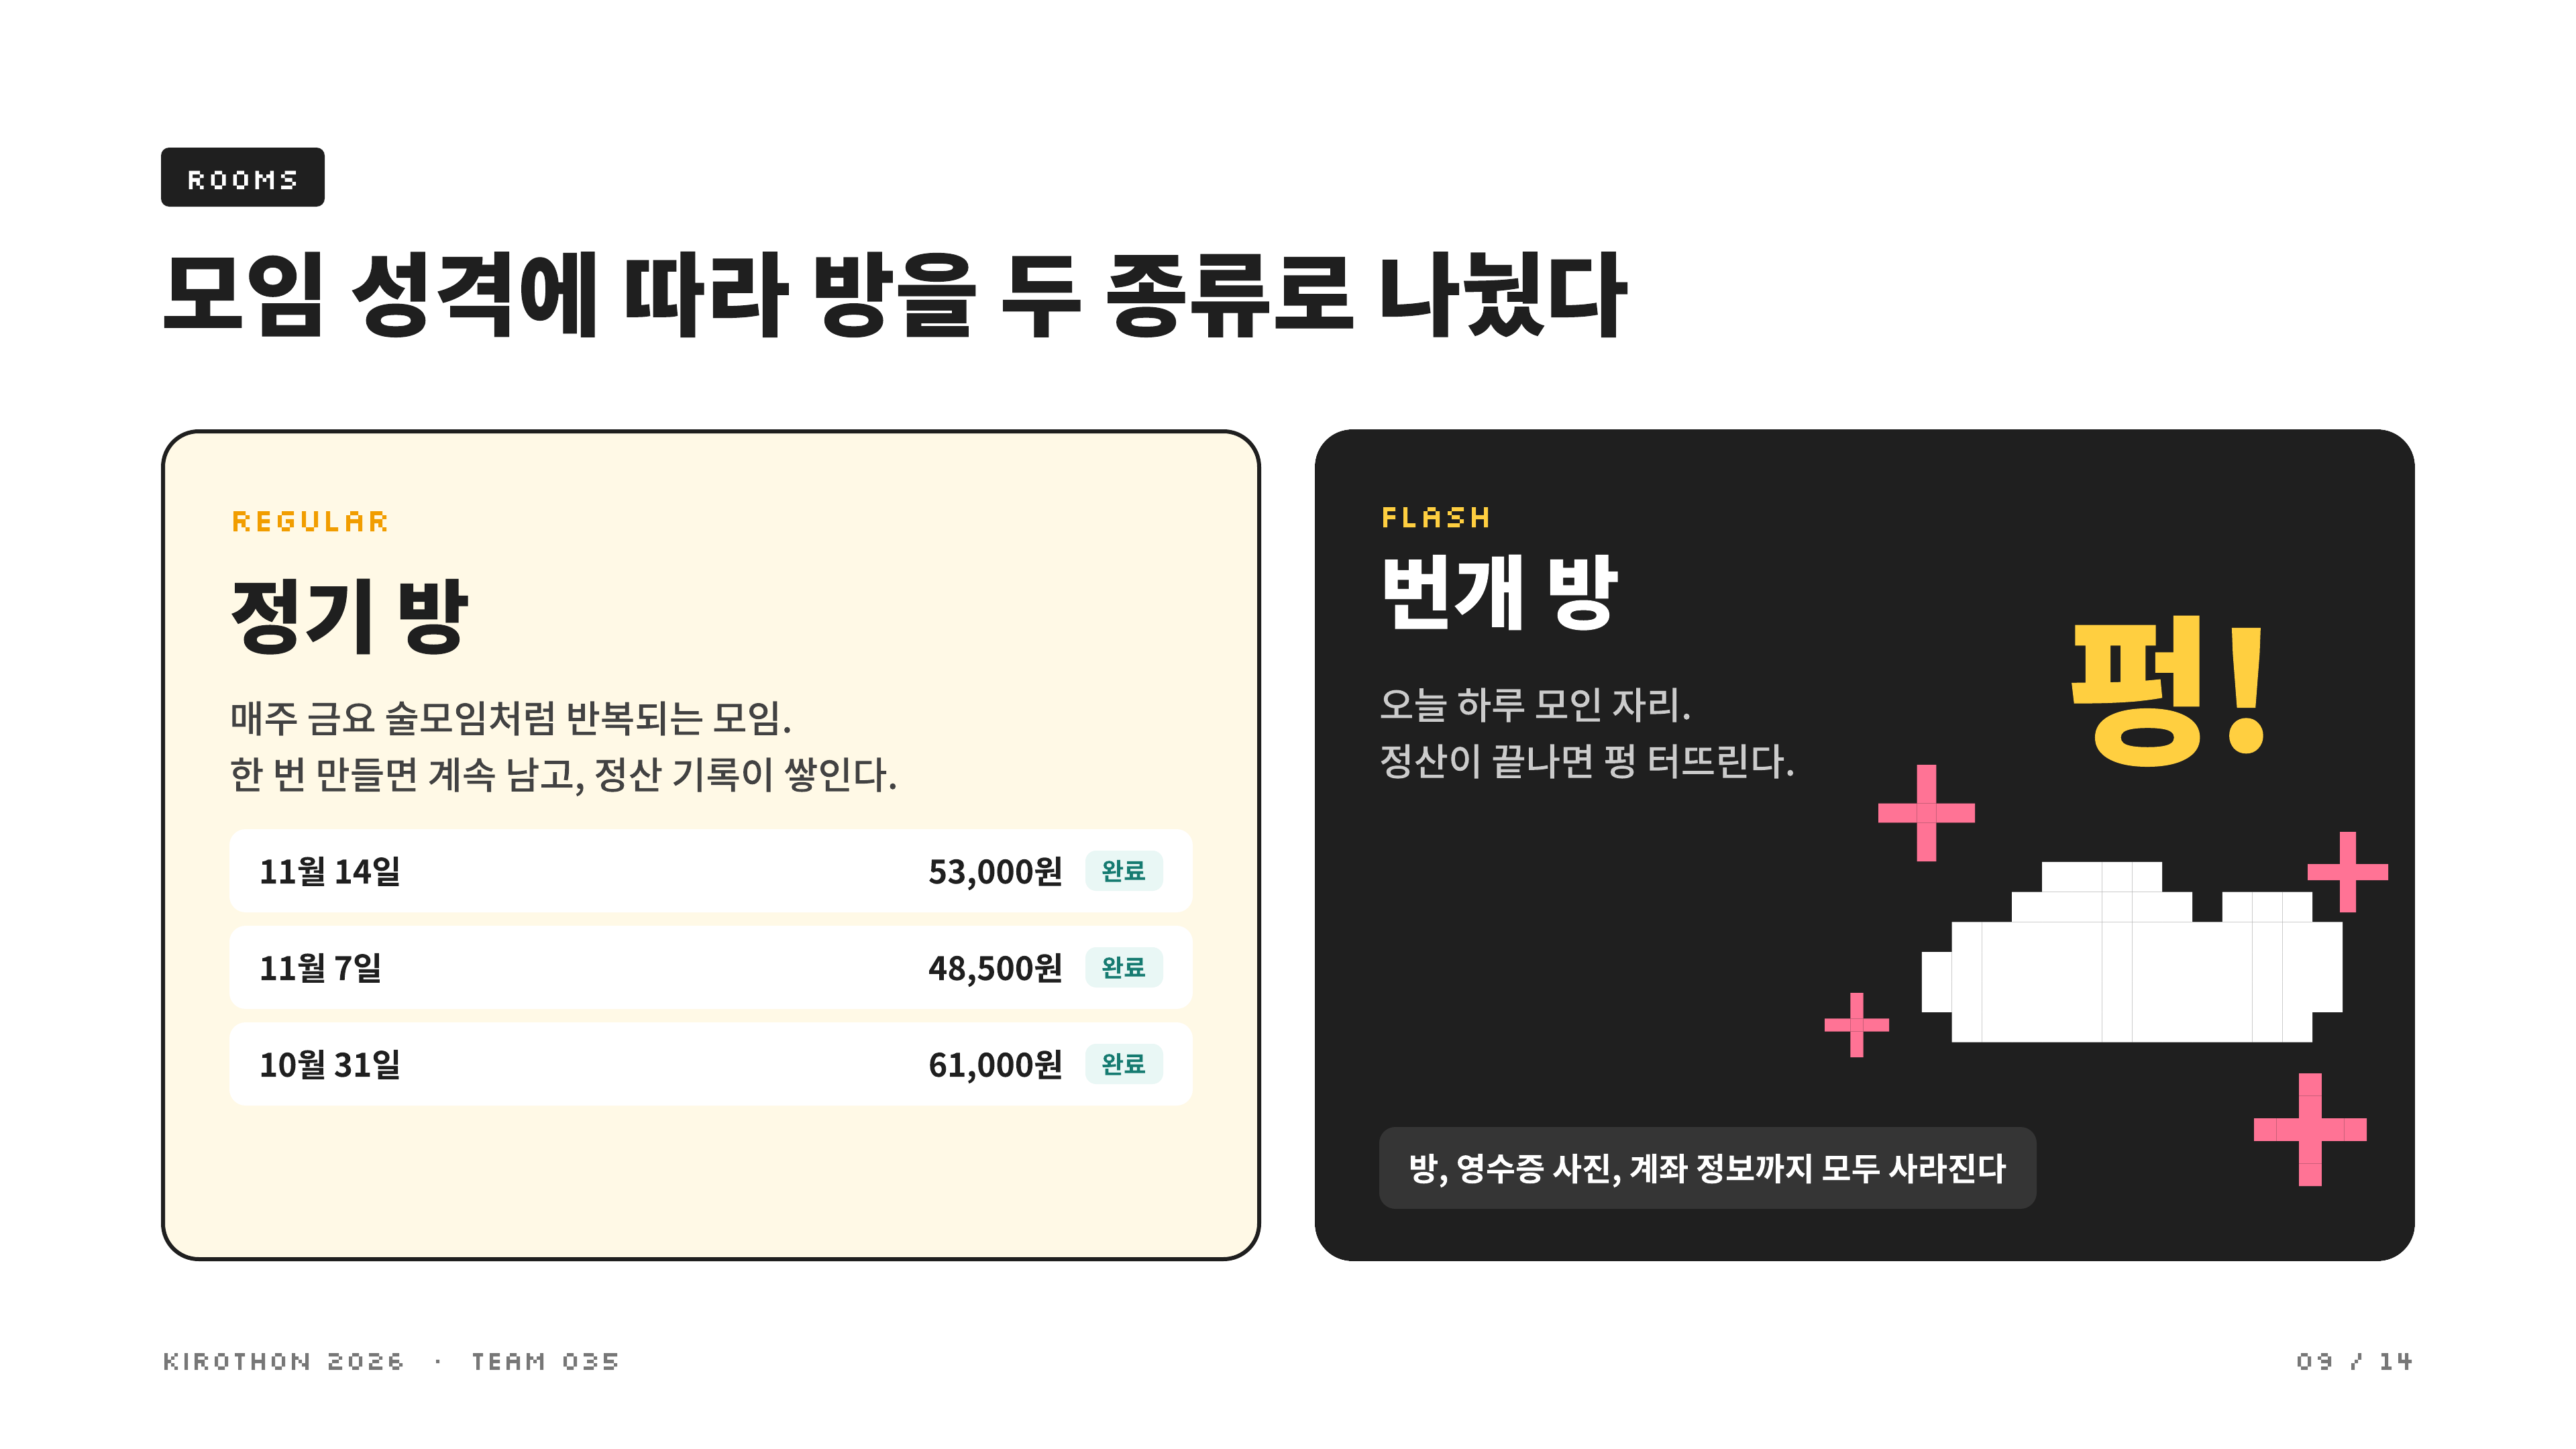 ROOMS
모임 성격에 따라 방을 두 종류로 나눴다
REGULAR
정기 방
매주 금요 술모임처럼 반복되는 모임.
한 번 만들면 계속 남고, 정산 기록이 쌓인다.
11월 14일 53,000원 완료
11월 7일 48,500원 완료
10월 31일 61,000원 완료
FLASH
번개 방
오늘 하루 모인 자리.
정산이 끝나면 펑 터뜨린다.
펑!
방, 영수증 사진, 계좌 정보까지 모두 사라진다
KIROTHON 2026 · TEAM 035
09 / 14